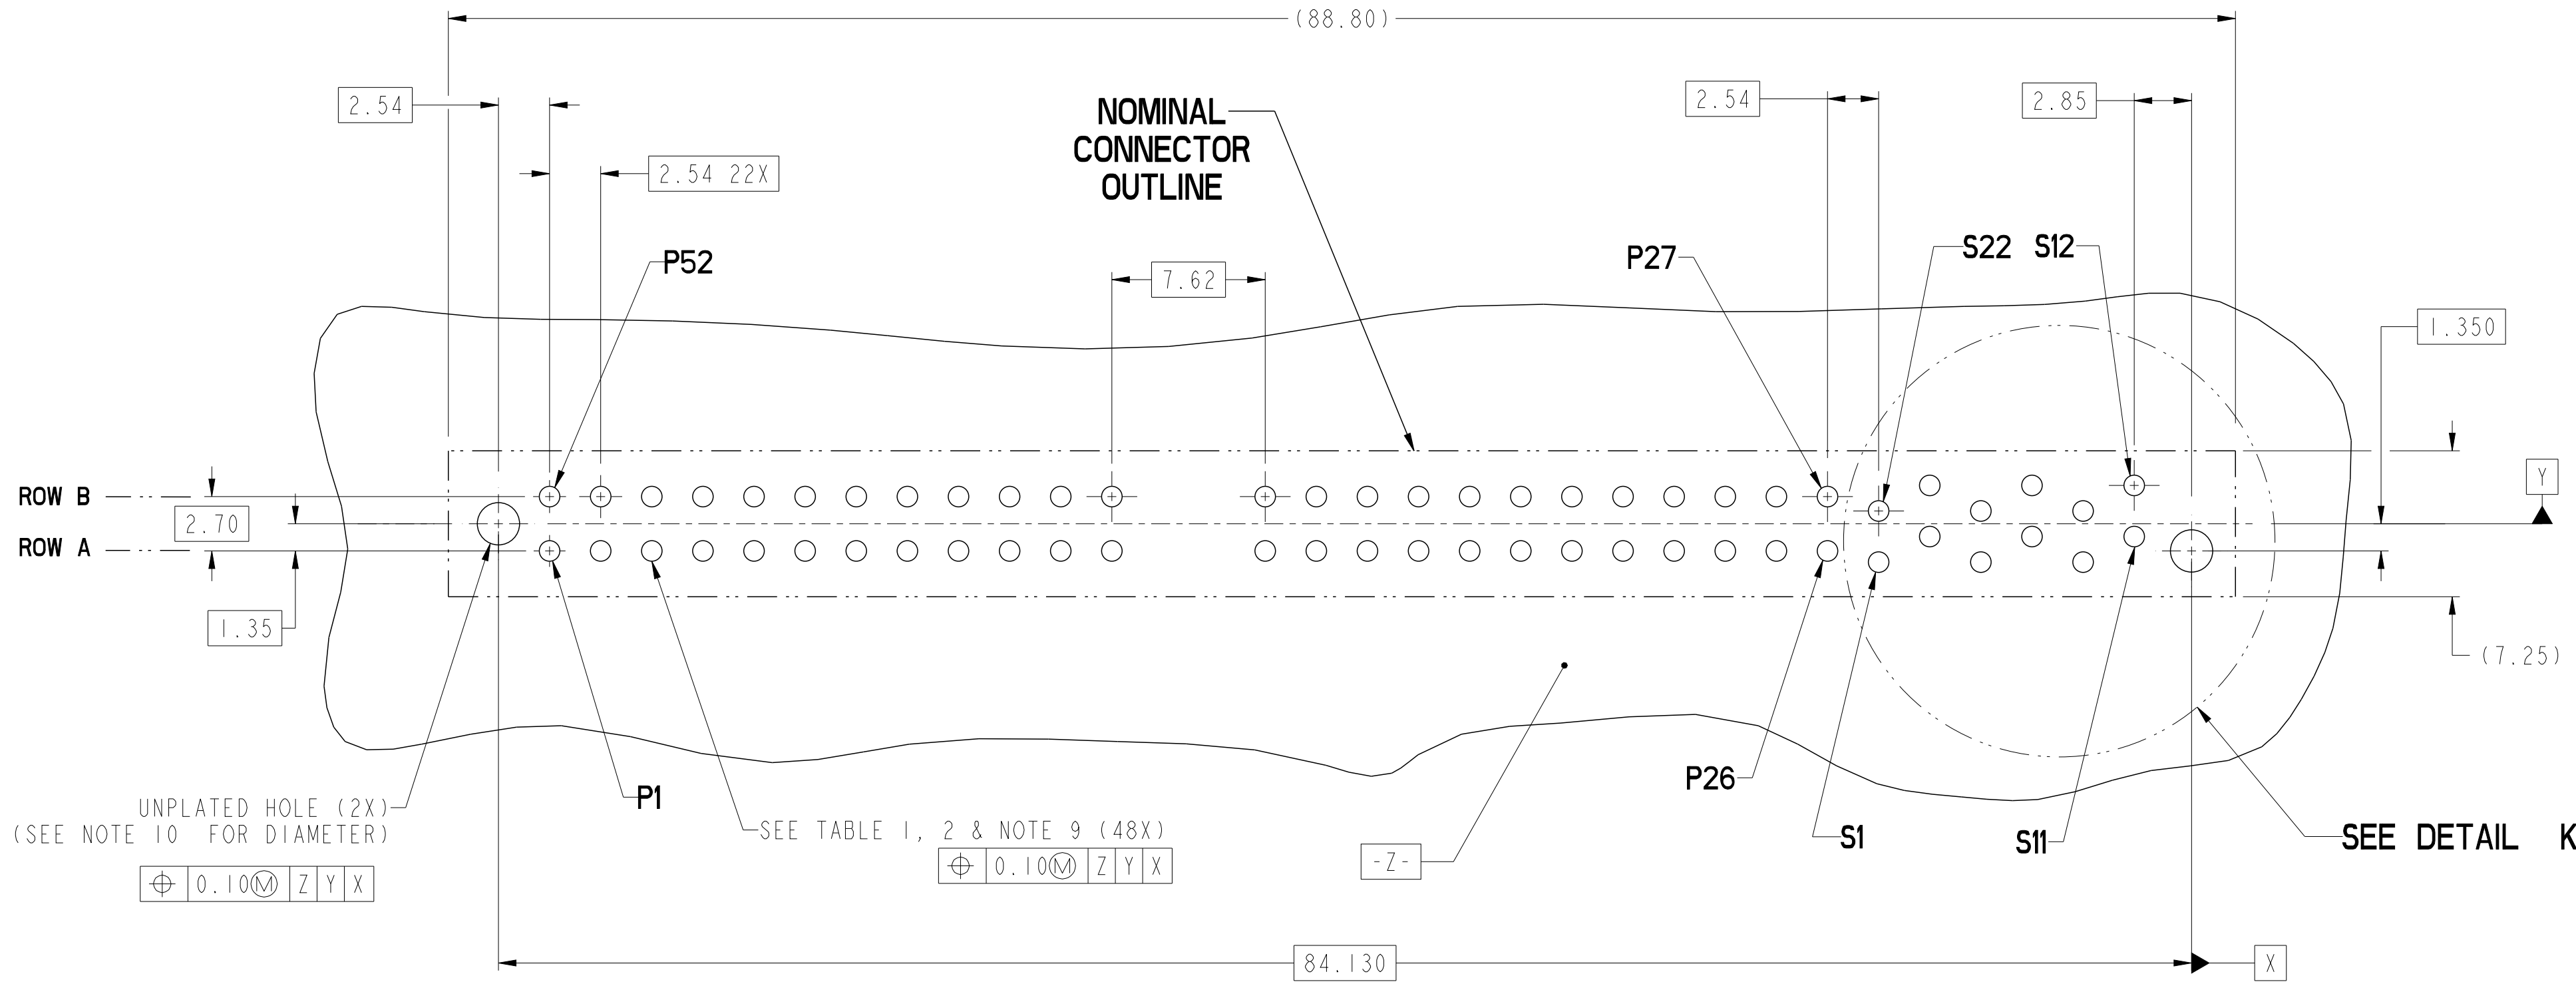 (88.80)
2.54
2.54
2.85
2.54 22X
NOMINAL
CONNECTOR
OUTLINE
P52
7.62
P27
S22 S12
1.350
ROW B
2.70
ROW A
Y
1.35
(7.25)
P1
P26
S1
S11
UNPLATED HOLE (2X)
(SEE NOTE 10 FOR DIAMETER)
0.10Ⓜ Z Y X
SEE TABLE 1, 2 & NOTE 9 (48X)
0.10Ⓜ Z Y X
-Z-
SEE DETAIL K
84.130
X